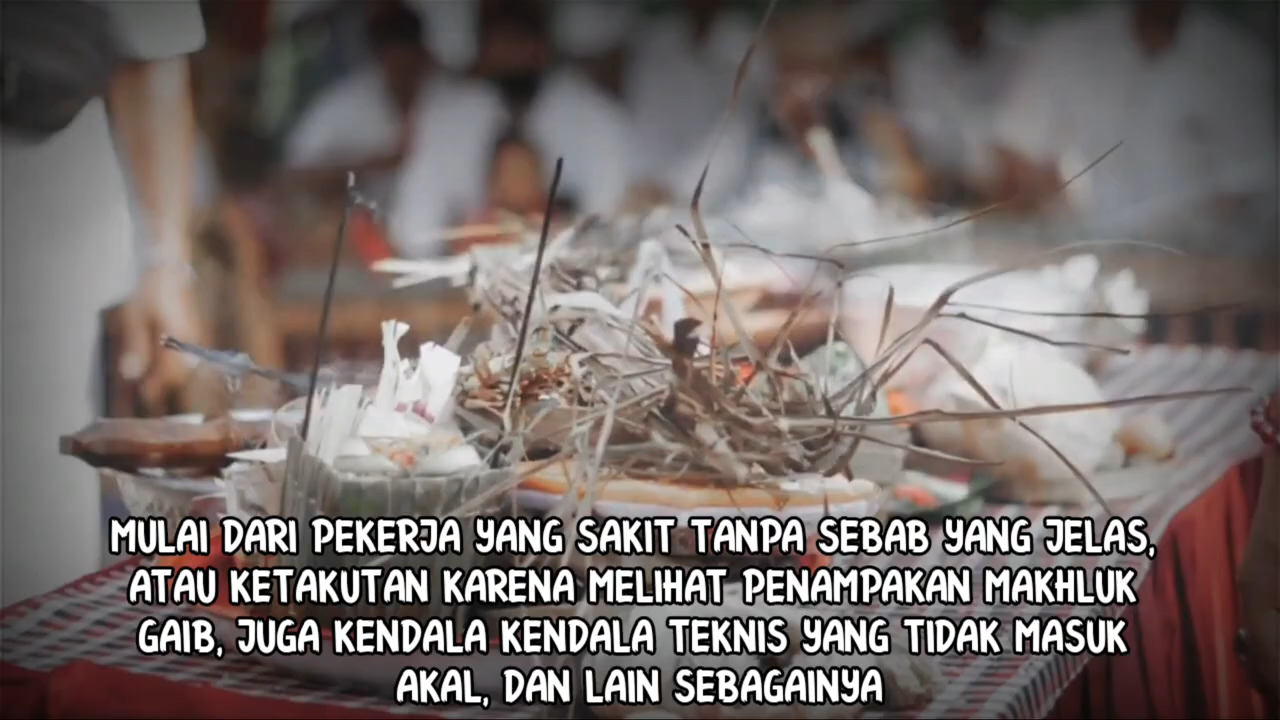 MULAI DARI PEKERJA YANG SAKIT TANPA SEBAB YANG JELAS,
ATAU KETAKUTAN KARENA MELIHAT PENAMPAKAN MAKHLUK
GAIB, JUGA KENDALA KENDALA TEKNIS YANG TIDAK MASUK
AKAL, DAN LAIN SEBAGAINYA